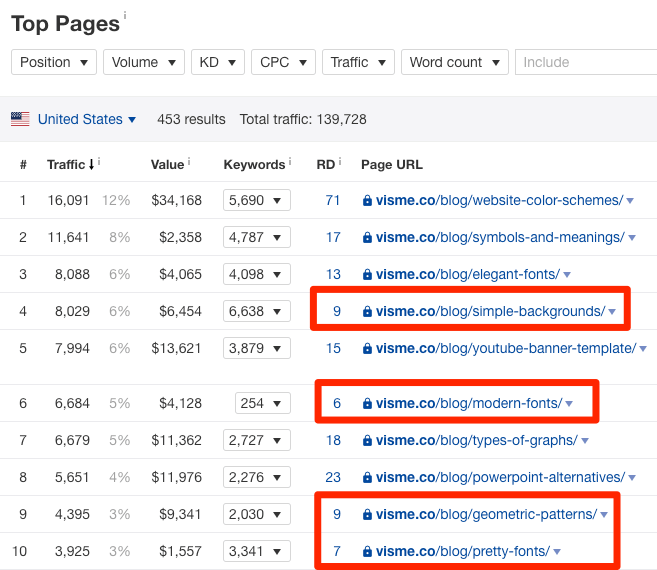 Top Pages i
Position Volume KD CPC Traffic Word count Include
United States 453 results Total traffic: 139,728
# Traffic i Value i Keywords i RD i Page URL
1 16,091 12% $34,168 5,690 71 visme.co/blog/website-color-schemes/
2 11,641 8% $2,358 4,787 17 visme.co/blog/symbols-and-meanings/
3 8,088 6% $4,065 4,098 13 visme.co/blog/elegant-fonts/
4 8,029 6% $6,454 6,638 9 visme.co/blog/simple-backgrounds/
5 7,994 6% $13,621 3,879 15 visme.co/blog/youtube-banner-template/
6 6,684 5% $4,128 254 6 visme.co/blog/modern-fonts/
7 6,679 5% $11,362 2,727 18 visme.co/blog/types-of-graphs/
8 5,651 4% $11,976 2,276 23 visme.co/blog/powerpoint-alternatives/
9 4,395 3% $9,341 2,030 9 visme.co/blog/geometric-patterns/
10 3,925 3% $1,557 3,341 7 visme.co/blog/pretty-fonts/